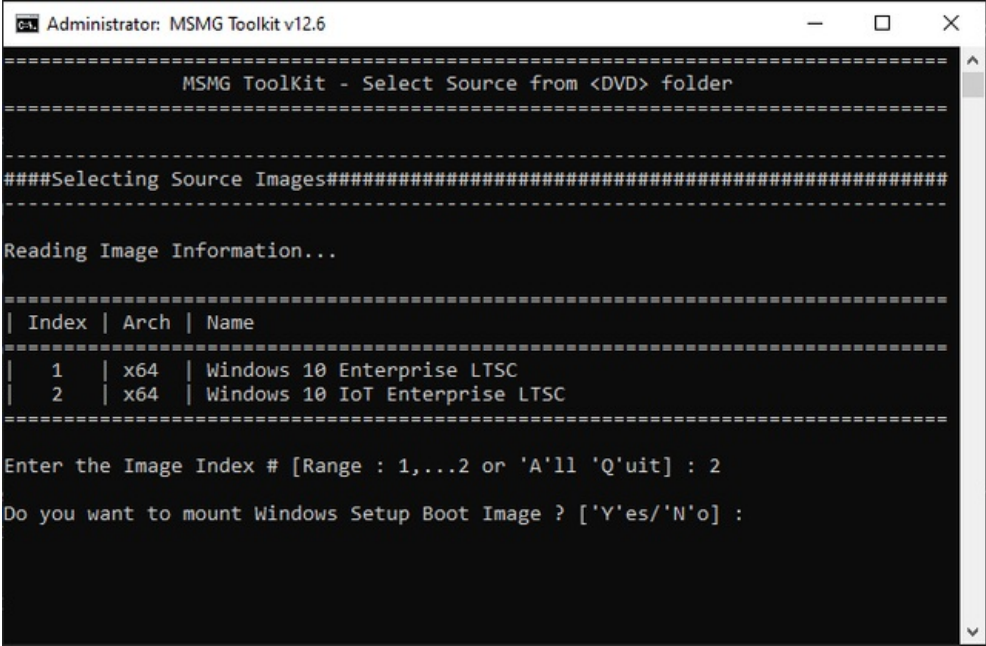 Administrator: MSMG Toolkit v12.6
===============================================================================
MSMG ToolKit - Select Source from <DVD> folder
===============================================================================
-------------------------------------------------------------------------------
####Selecting Source Images####################################################
-------------------------------------------------------------------------------
Reading Image Information...
===============================================================================
| Index | Arch | Name
===============================================================================
|   1   | x64  | Windows 10 Enterprise LTSC
|   2   | x64  | Windows 10 IoT Enterprise LTSC
===============================================================================
Enter the Image Index # [Range : 1,...2 or 'A'll 'Q'uit] : 2
Do you want to mount Windows Setup Boot Image ? ['Y'es/'N'o] :